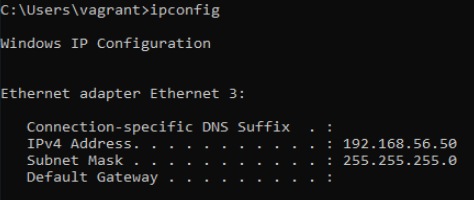 C:\Users\vagrant>ipconfig
Windows IP Configuration
Ethernet adapter Ethernet 3:
Connection-specific DNS Suffix  . :
IPv4 Address. . . . . . . . . . . : 192.168.56.50
Subnet Mask . . . . . . . . . . . : 255.255.255.0
Default Gateway . . . . . . . . . :